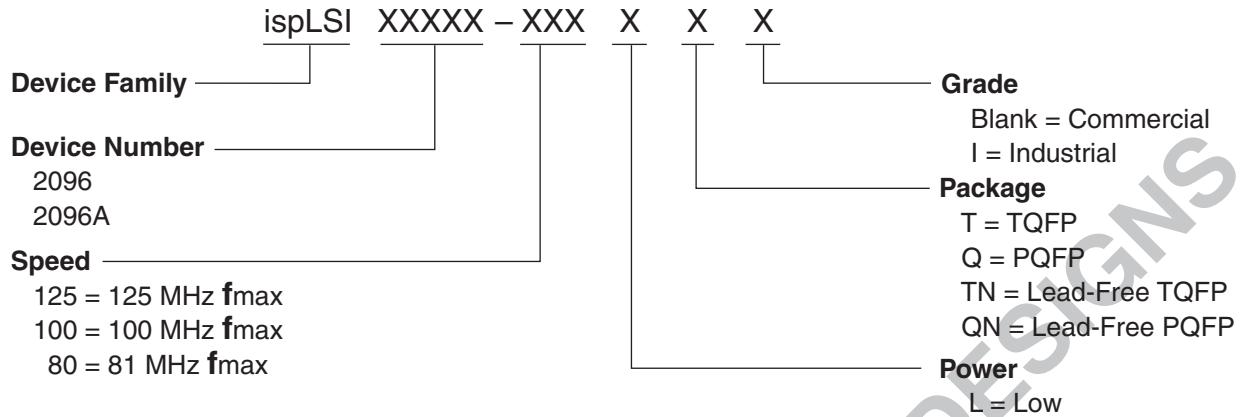 ispLSI XXXXX – XXX X X X
Device Family
Device Number
2096
2096A
Speed
125 = 125 MHz fmax
100 = 100 MHz fmax
80 = 81 MHz fmax
Grade
Blank = Commercial
I = Industrial
Package
T = TQFP
Q = PQFP
TN = Lead-Free TQFP
QN = Lead-Free PQFP
Power
L = Low
DESIGNS